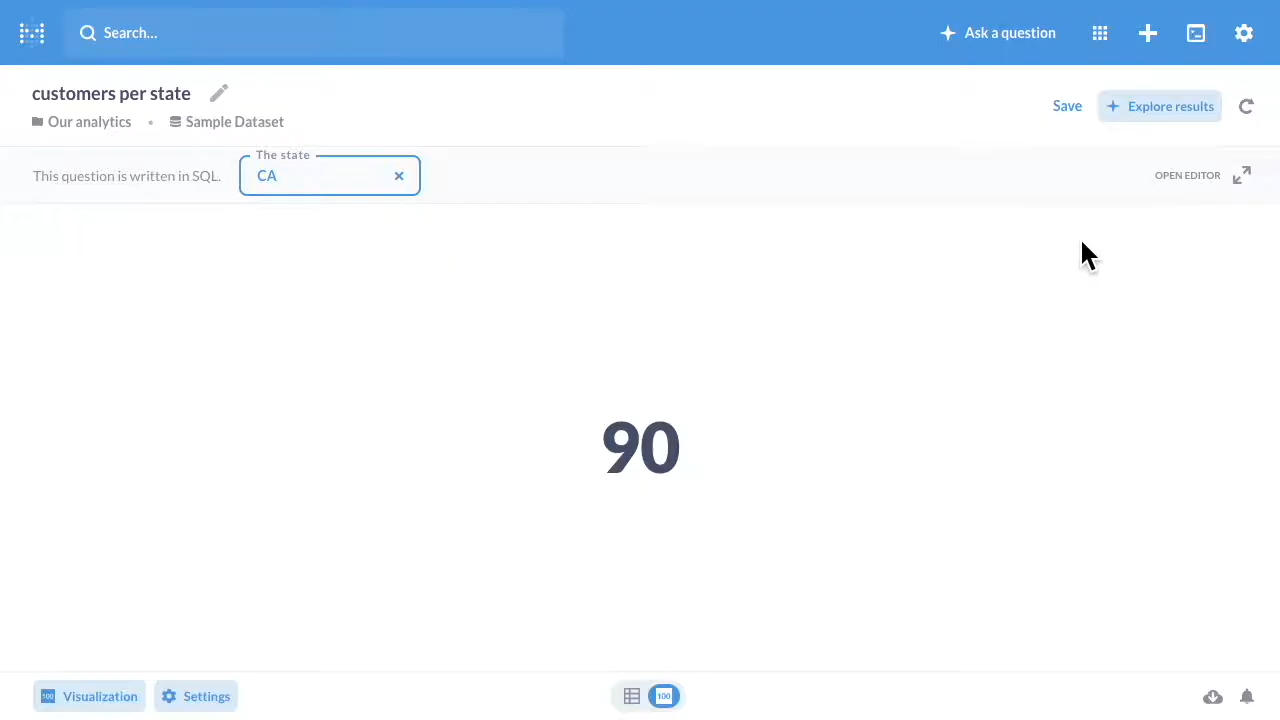 Search...
Ask a question
customers per state
Our analytics • Sample Dataset
Save
Explore results
This question is written in SQL.
The state
CA
OPEN EDITOR
90
100 Visualization
Settings
100